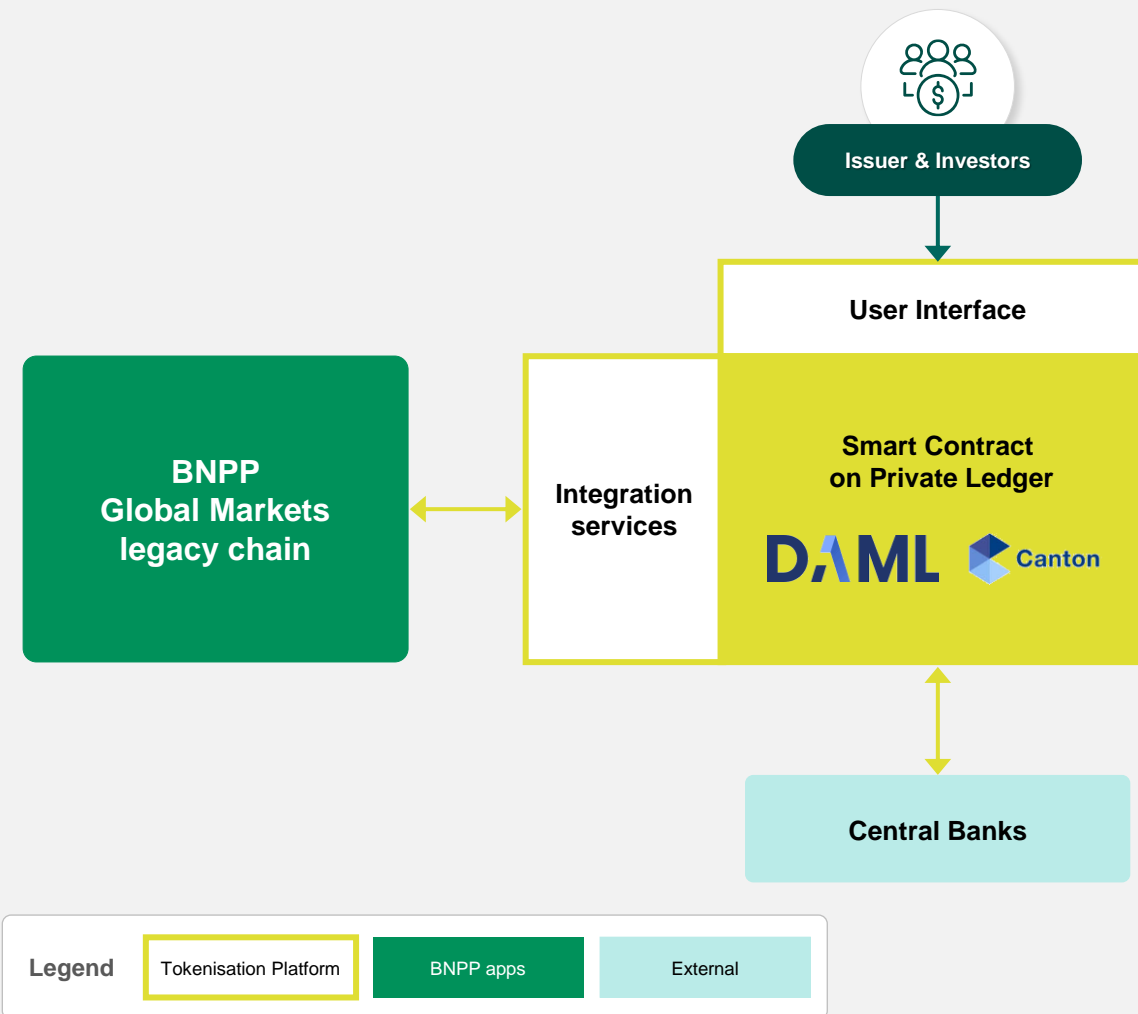 $
Issuer & Investors
User Interface
BNPP
Global Markets
legacy chain
Integration
services
Smart Contract
on Private Ledger
DAML
Canton
Central Banks
Legend
Tokenisation Platform
BNPP apps
External